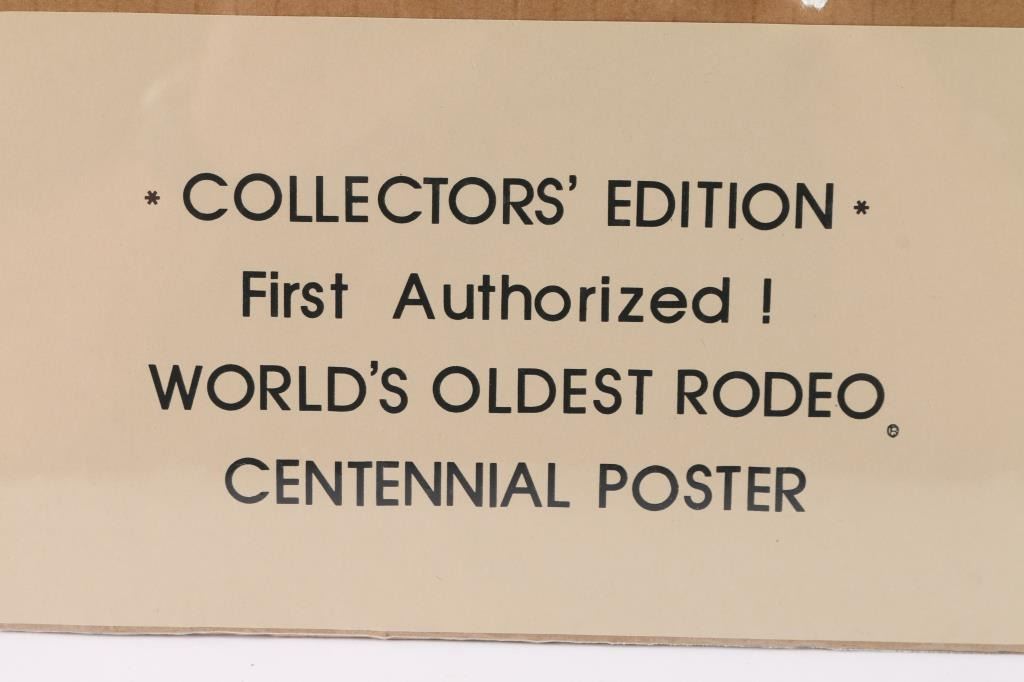 * COLLECTORS' EDITION *
First Authorized !
WORLD'S OLDEST RODEO®
CENTENNIAL POSTER